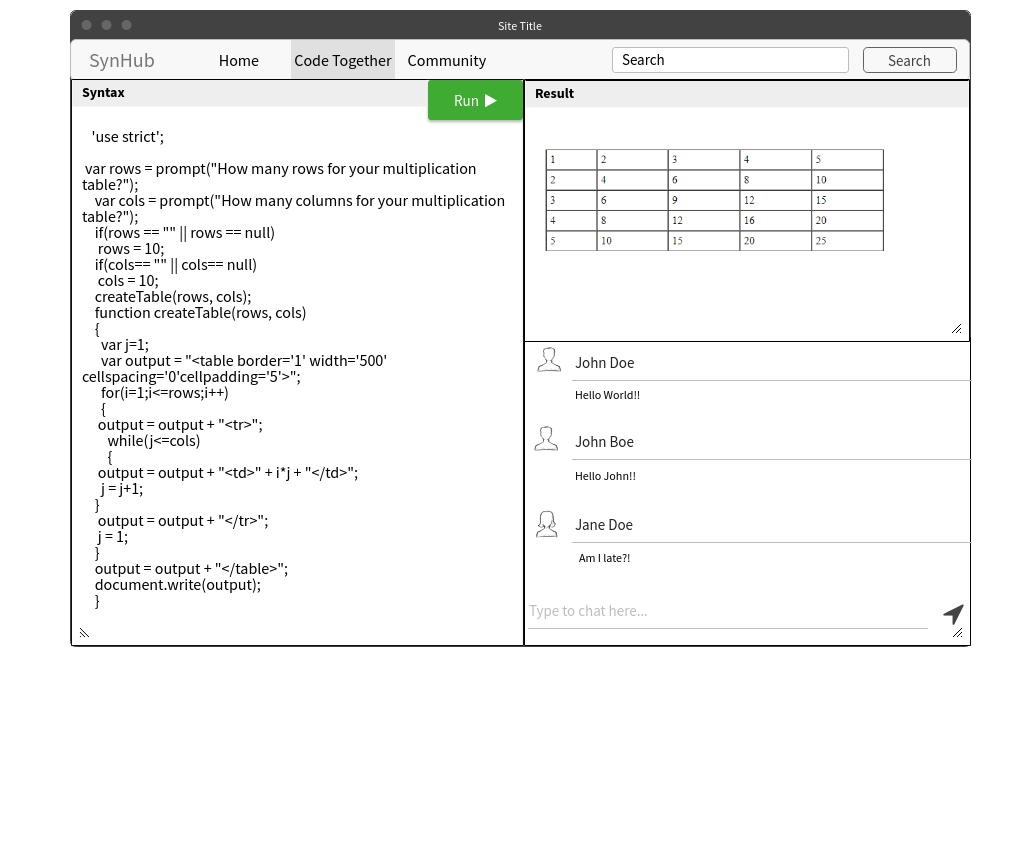 Site Title
SynHub Home Code Together Community Search Search
Syntax
Run
'use strict';
var rows = prompt("How many rows for your multiplication
table?");
var cols = prompt("How many columns for your multiplication
table?");
if(rows == "" || rows == null)
rows = 10;
if(cols== "" || cols== null)
cols = 10;
createTable(rows, cols);
function createTable(rows, cols)
{
var j=1;
var output = "<table border='1' width='500'
cellspacing='0'cellpadding='5'>";
for(i=1;i<=rows;i++)
{
output = output + "<tr>";
while(j<=cols)
{
output = output + "<td>" + i*j + "</td>";
j = j+1;
}
output = output + "</tr>";
j = 1;
}
output = output + "</table>";
document.write(output);
}
Result
1 2 3 4 5
2 4 6 8 10
3 6 9 12 15
4 8 12 16 20
5 10 15 20 25
John Doe
Hello World!!
John Boe
Hello John!!
Jane Doe
Am I late?!
Type to chat here...